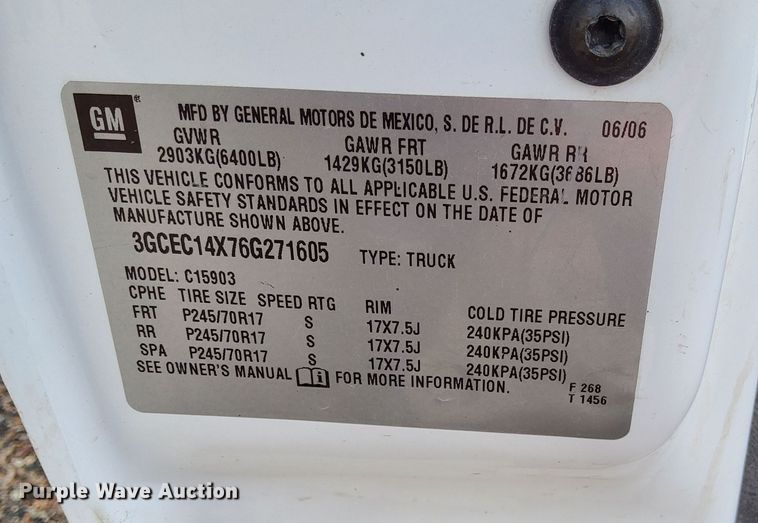 GM
MFD BY GENERAL MOTORS DE MEXICO, S. DE R.L. DE C.V. 06/06
GVWR GAWR FRT GAWR RR
2903KG(6400LB) 1429KG(3150LB) 1672KG(3686LB)
THIS VEHICLE CONFORMS TO ALL APPLICABLE U.S. FEDERAL MOTOR
VEHICLE SAFETY STANDARDS IN EFFECT ON THE DATE OF
MANUFACTURE SHOWN ABOVE.
3GCEC14X76G271605 TYPE: TRUCK
MODEL: C15903
CPHE TIRE SIZE SPEED RTG RIM COLD TIRE PRESSURE
FRT P245/70R17 S 17X7.5J 240KPA(35PSI)
RR P245/70R17 S 17X7.5J 240KPA(35PSI)
SPA P245/70R17 S 17X7.5J 240KPA(35PSI)
SEE OWNER'S MANUAL FOR MORE INFORMATION.
F 268
T 1456
Purple Wave Auction